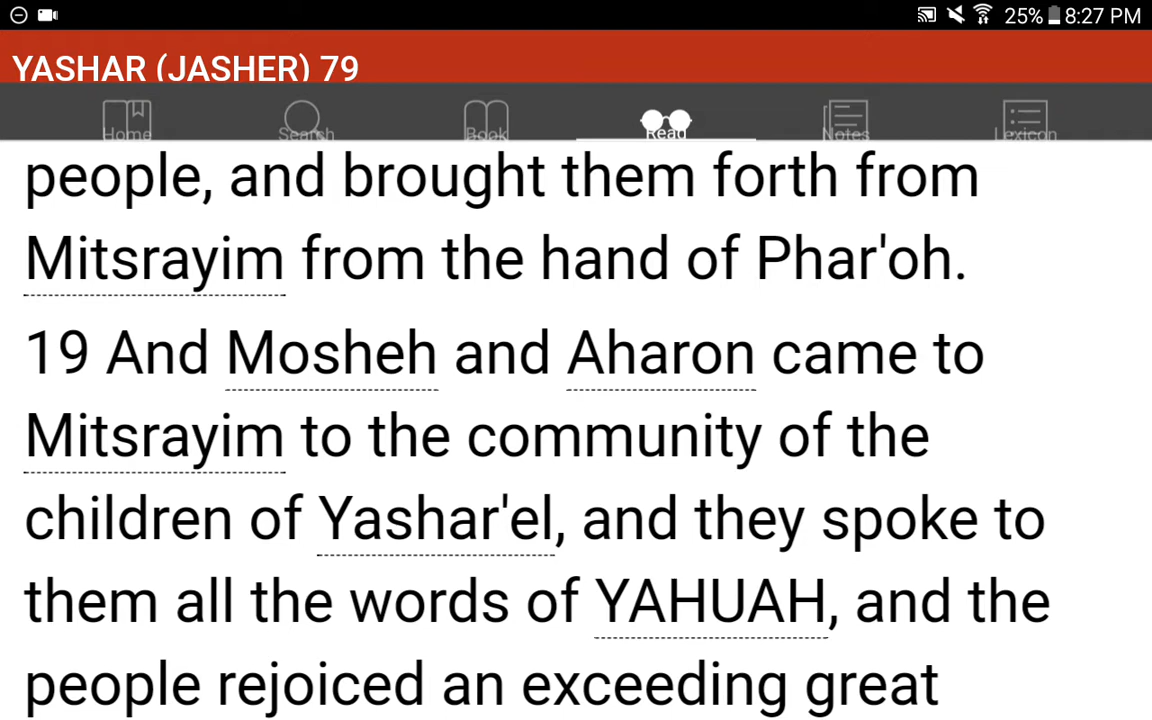 25% 8:27 PM
YASHAR (JASHER) 79
Home Search Book Read Notes Lexicon
people, and brought them forth from
Mitsrayim from the hand of Phar'oh.
19 And Mosheh and Aharon came to
Mitsrayim to the community of the
children of Yashar'el, and they spoke to
them all the words of YAHUAH, and the
people rejoiced an exceeding great